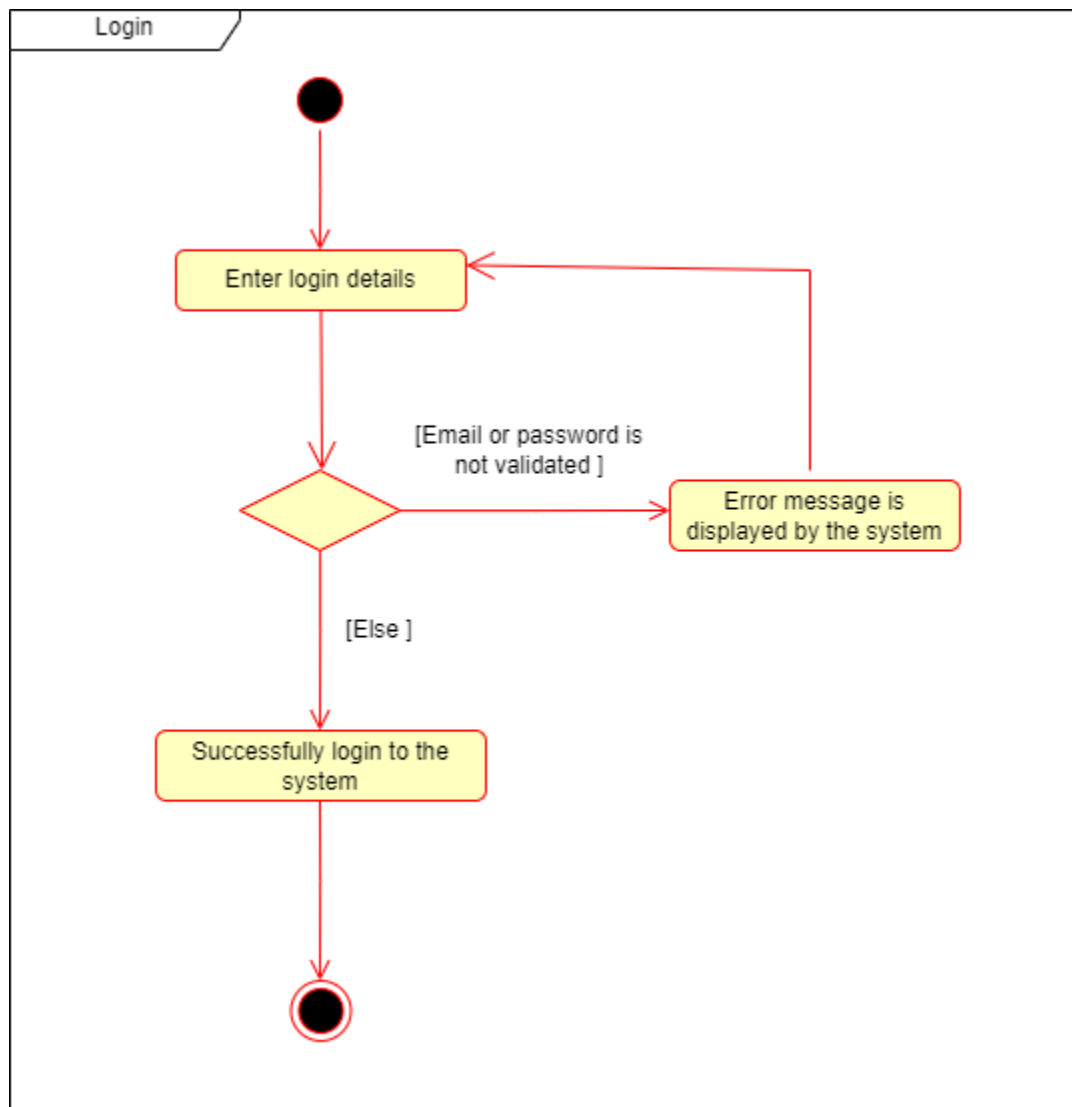 Login
Enter login details
[Email or password is
not validated ]
Error message is
displayed by the system
[Else ]
Successfully login to the
system